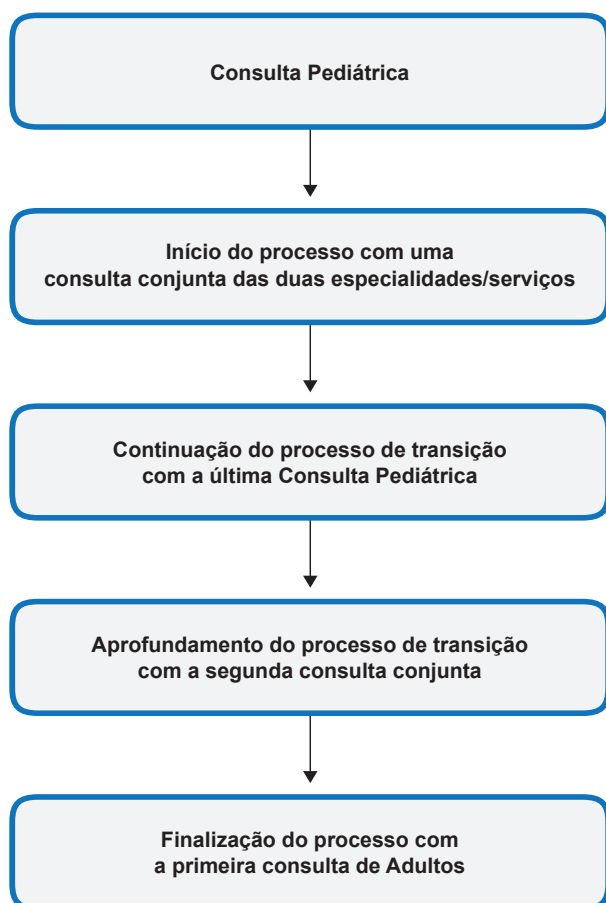 Consulta Pediátrica
Início do processo com uma
consulta conjunta das duas especialidades/serviços
Continuação do processo de transição
com a última Consulta Pediátrica
Aprofundamento do processo de transição
com a segunda consulta conjunta
Finalização do processo com
a primeira consulta de Adultos